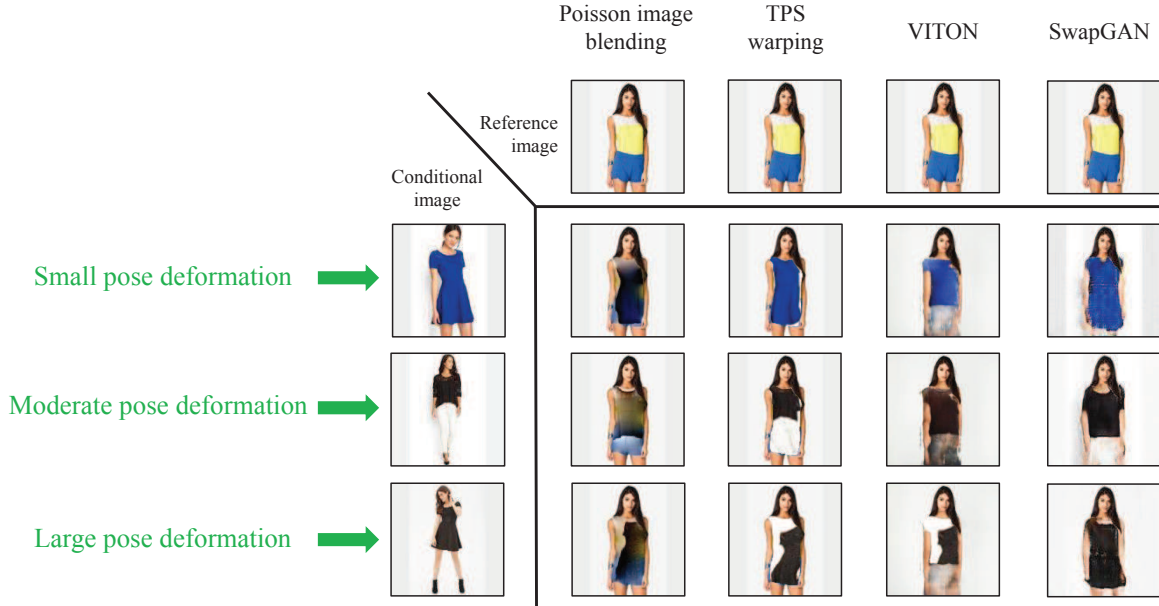 Poisson image
blending
TPS
warping
VITON
SwapGAN
Reference
image
Conditional
image
Small pose deformation
Moderate pose deformation
Large pose deformation